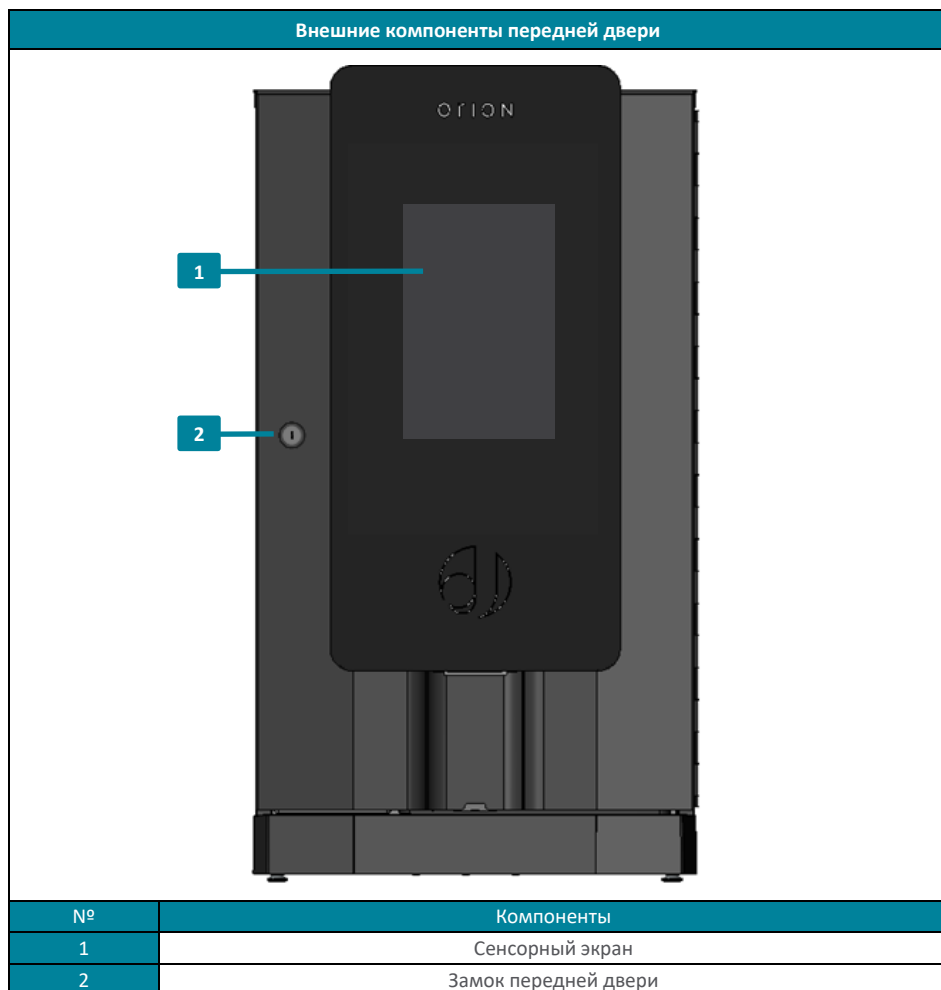 Внешние компоненты передней двери
ORION
1
2
№ Компоненты
1 Сенсорный экран
2 Замок передней двери